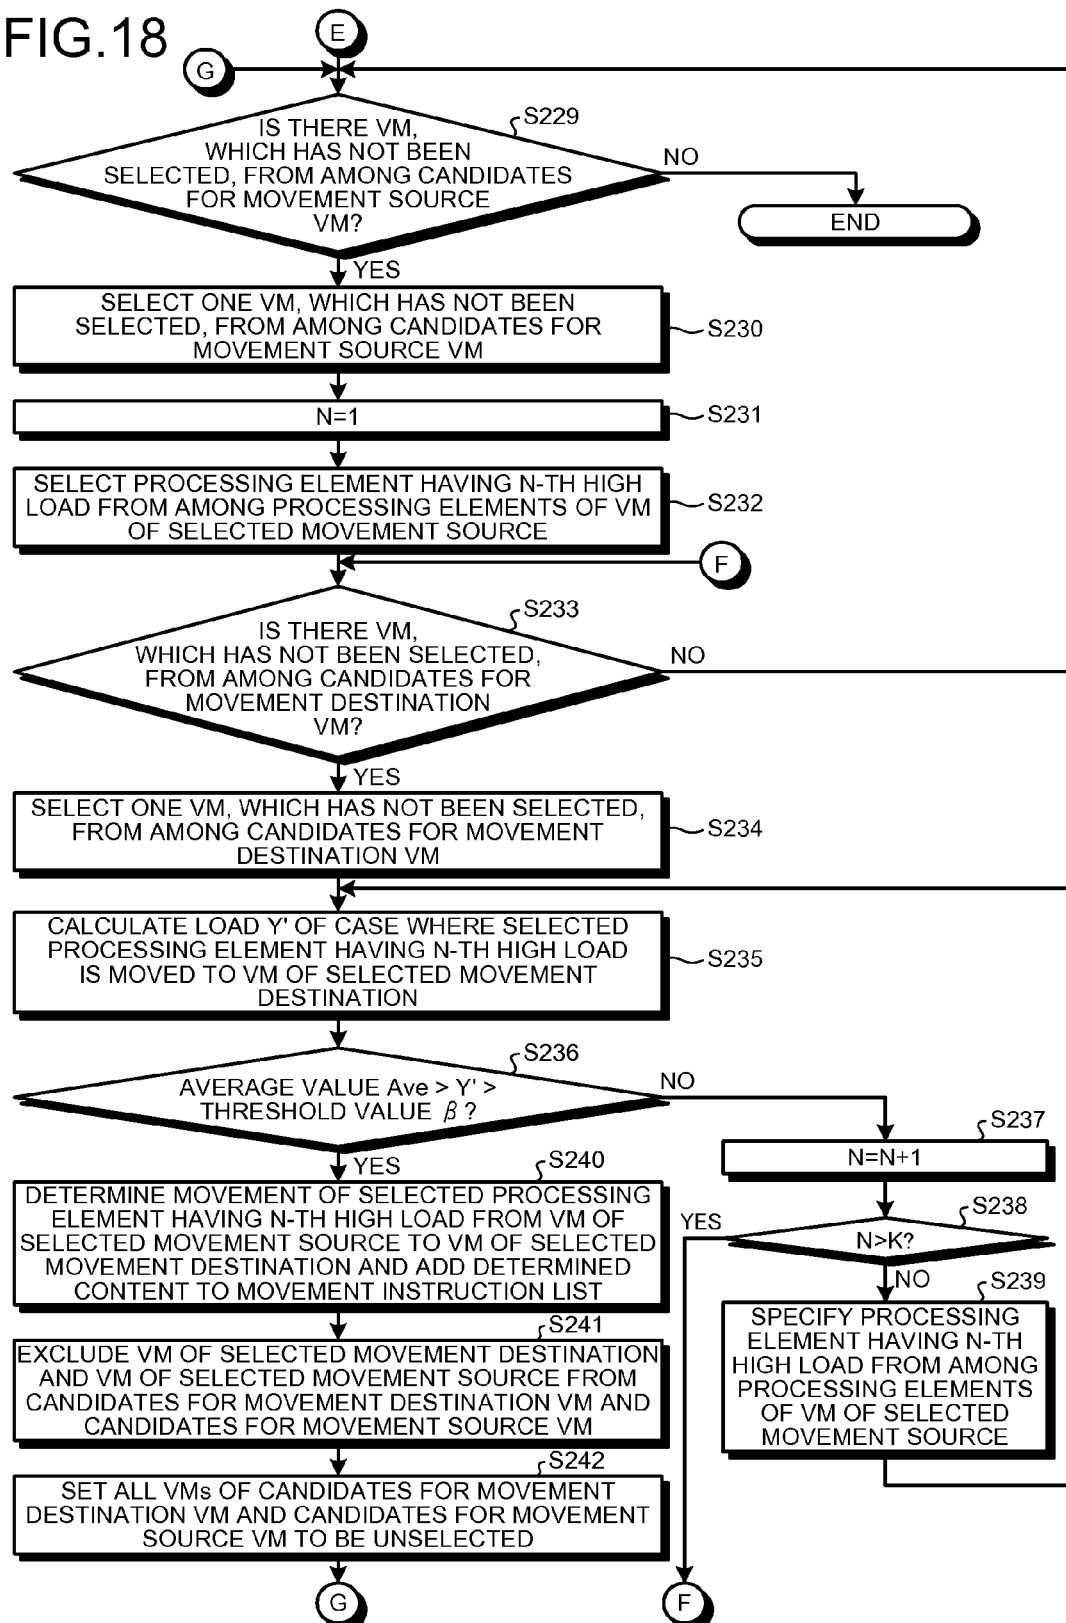 FIG.18
E
G
S229
IS THERE VM,
WHICH HAS NOT BEEN
SELECTED, FROM AMONG CANDIDATES
FOR MOVEMENT SOURCE
VM?
NO
END
YES
SELECT ONE VM, WHICH HAS NOT BEEN
SELECTED, FROM AMONG CANDIDATES FOR
MOVEMENT SOURCE VM
S230
N=1
S231
SELECT PROCESSING ELEMENT HAVING N-TH HIGH
LOAD FROM AMONG PROCESSING ELEMENTS OF VM
OF SELECTED MOVEMENT SOURCE
S232
F
S233
IS THERE VM,
WHICH HAS NOT BEEN SELECTED,
FROM AMONG CANDIDATES FOR
MOVEMENT DESTINATION
VM?
NO
YES
SELECT ONE VM, WHICH HAS NOT BEEN SELECTED,
FROM AMONG CANDIDATES FOR MOVEMENT
DESTINATION VM
S234
CALCULATE LOAD Y' OF CASE WHERE SELECTED
PROCESSING ELEMENT HAVING N-TH HIGH LOAD
IS MOVED TO VM OF SELECTED MOVEMENT
DESTINATION
S235
S236
AVERAGE VALUE Ave > Y' >
THRESHOLD VALUE β?
NO
YES
S237
N=N+1
S238
N>K?
YES
NO
S239
SPECIFY PROCESSING
ELEMENT HAVING N-TH
HIGH LOAD FROM AMONG
PROCESSING ELEMENTS
OF VM OF SELECTED
MOVEMENT SOURCE
S240
DETERMINE MOVEMENT OF SELECTED PROCESSING
ELEMENT HAVING N-TH HIGH LOAD FROM VM OF
SELECTED MOVEMENT SOURCE TO VM OF SELECTED
MOVEMENT DESTINATION AND ADD DETERMINED
CONTENT TO MOVEMENT INSTRUCTION LIST
S241
EXCLUDE VM OF SELECTED MOVEMENT DESTINATION
AND VM OF SELECTED MOVEMENT SOURCE FROM
CANDIDATES FOR MOVEMENT DESTINATION VM AND
CANDIDATES FOR MOVEMENT SOURCE VM
S242
SET ALL VMs OF CANDIDATES FOR MOVEMENT
DESTINATION VM AND CANDIDATES FOR MOVEMENT
SOURCE VM TO BE UNSELECTED
G
F